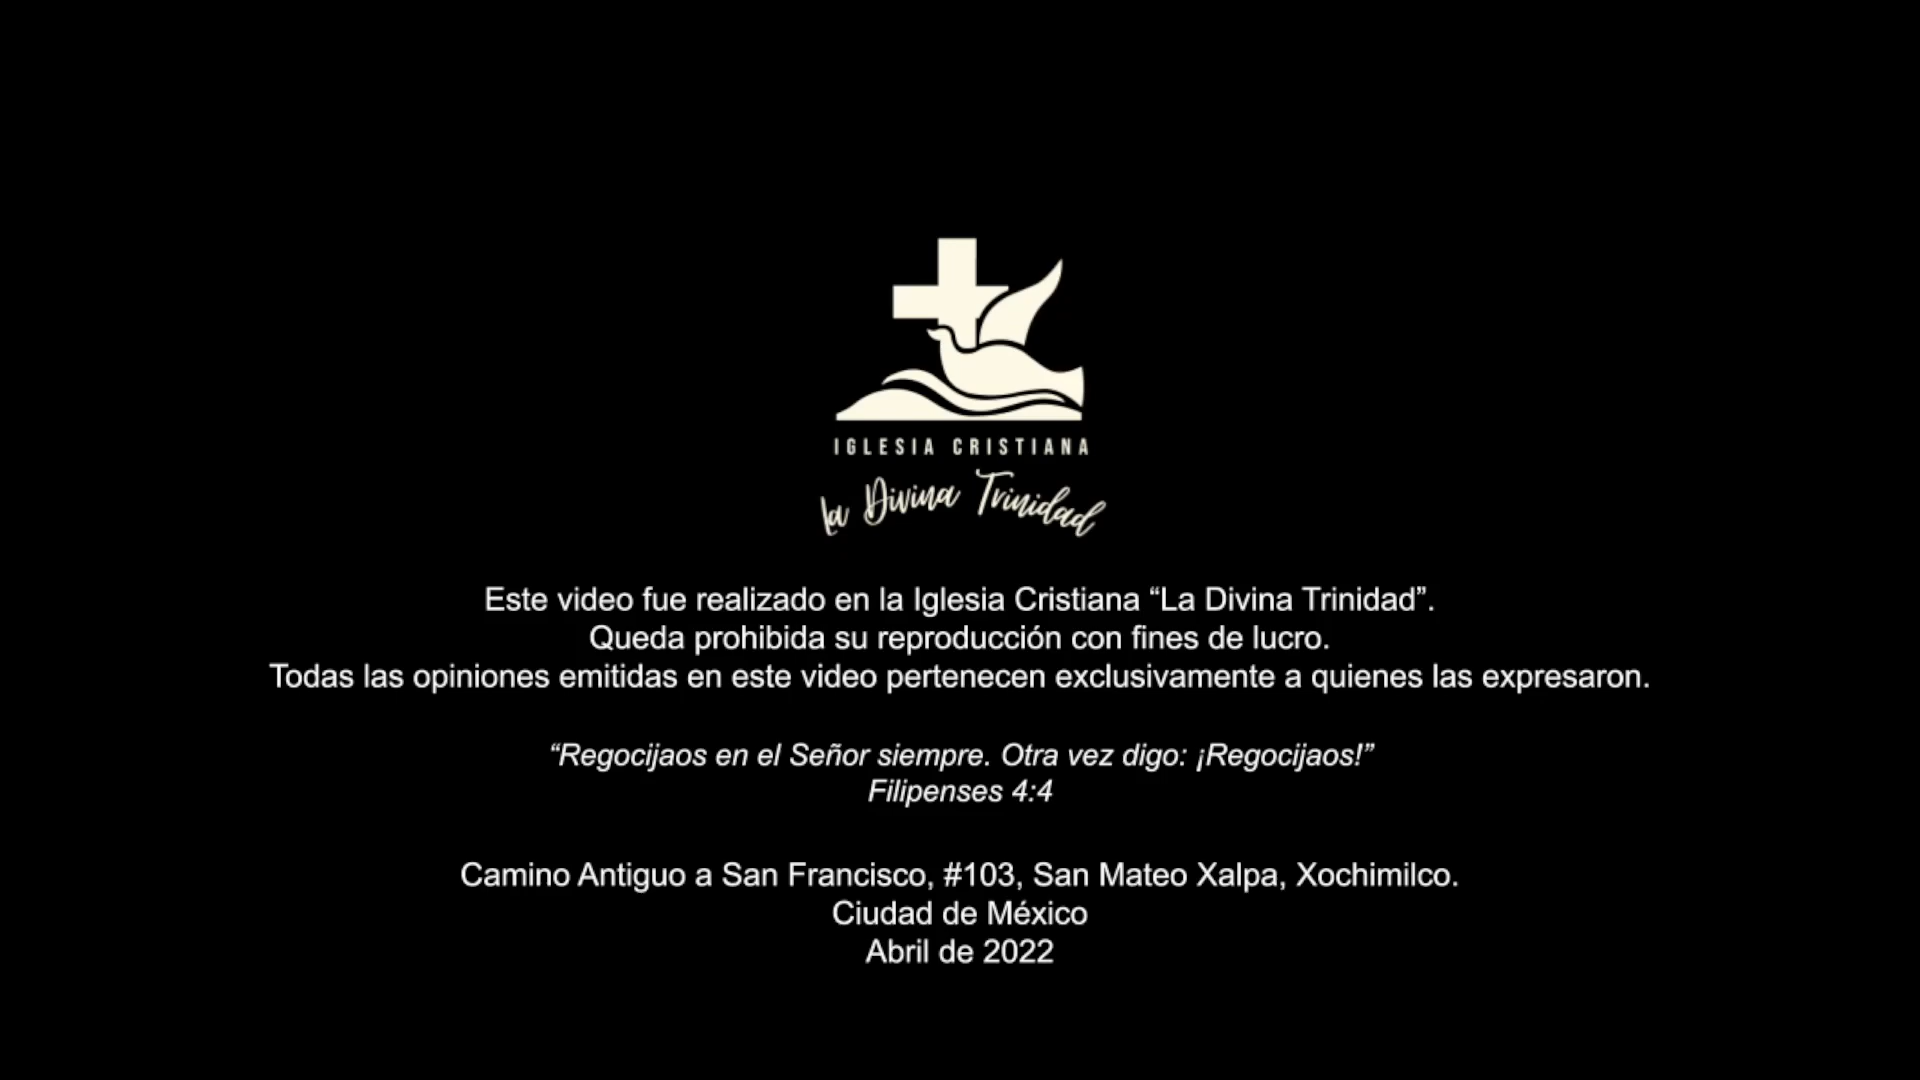 IGLESIA CRISTIANA
La Divina Trinidad
Este video fue realizado en la Iglesia Cristiana “La Divina Trinidad”.
Queda prohibida su reproducción con fines de lucro.
Todas las opiniones emitidas en este video pertenecen exclusivamente a quienes las expresaron.
“Regocijaos en el Señor siempre. Otra vez digo: ¡Regocijaos!”
Filipenses 4:4
Camino Antiguo a San Francisco, #103, San Mateo Xalpa, Xochimilco.
Ciudad de México
Abril de 2022